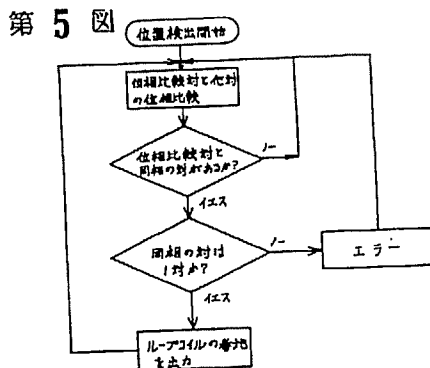 第 5 図
位置検出開始
位相比較対と他対
の位相比較
位相比較対と
同相の対があるか?
ノー
イエス
同相の対は
1対か?
ノー
エラー
イエス
ループコイルの番地
を出力